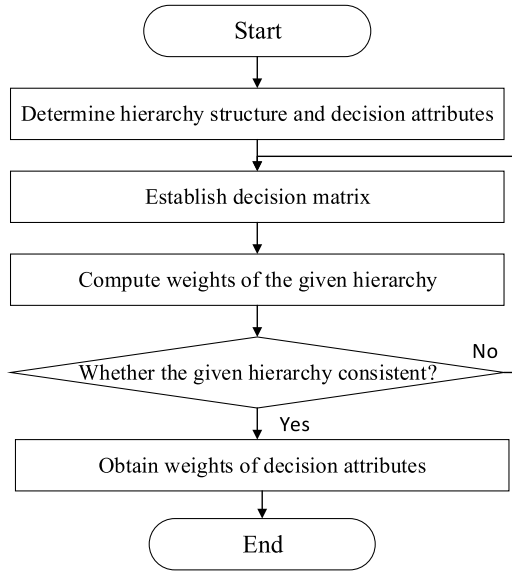 Start
Determine hierarchy structure and decision attributes
Establish decision matrix
Compute weights of the given hierarchy
Whether the given hierarchy consistent?
No
Yes
Obtain weights of decision attributes
End